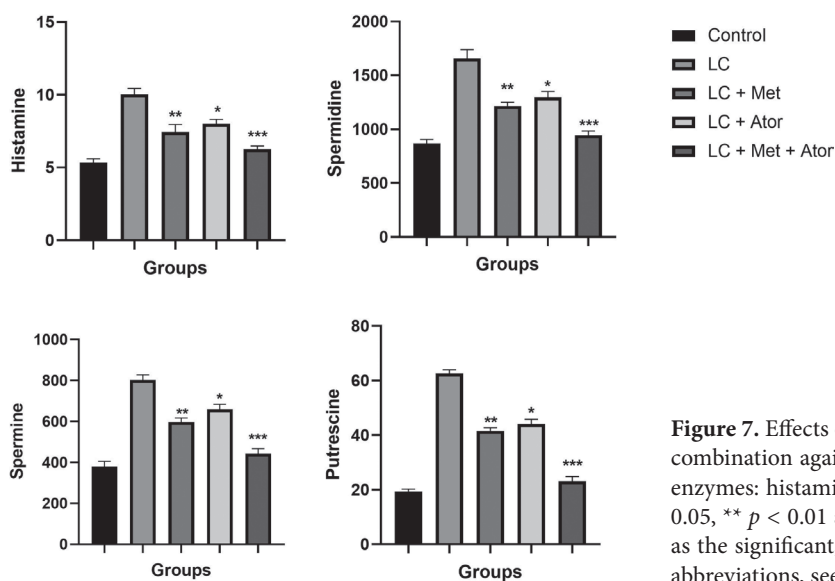 Histamine
15
10
5
0
**
*
***
Groups
Spermidine
2000
1500
1000
500
0
**
*
***
Groups
Control
LC
LC + Met
LC + Ator
LC + Met + Ator
Spermine
1000
800
600
400
200
0
**
*
***
Groups
Putrescine
80
60
40
20
0
**
*
***
Groups
Figure 7. Effects
combination agai
enzymes: histami
0.05, ** p < 0.01
as the significant
abbreviations, see